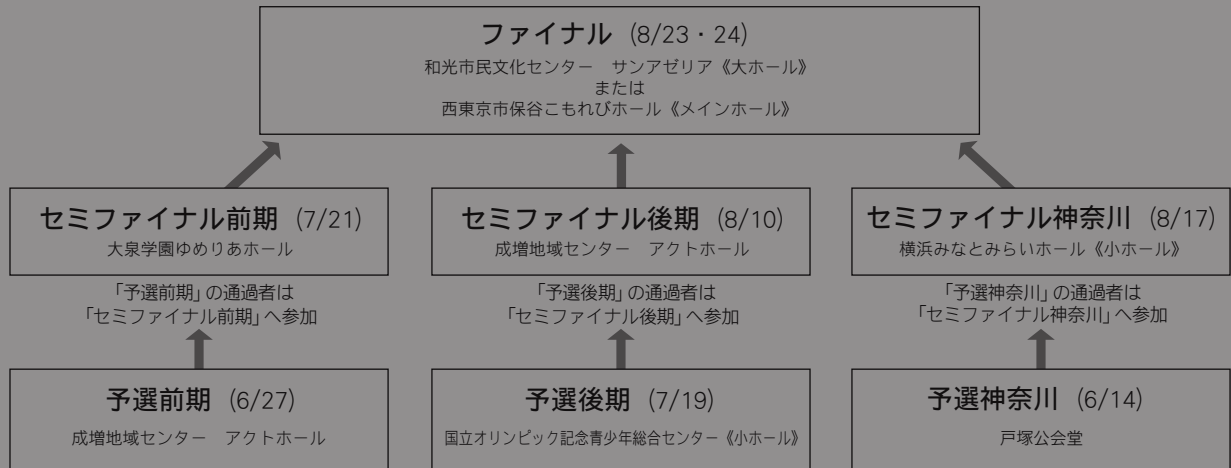 ファイナル (8/23・24)
和光市民文化センター　サンアゼリア《大ホール》
または
西東京市保谷こもれびホール《メインホール》
セミファイナル前期 (7/21)
大泉学園ゆめりあホール
セミファイナル後期 (8/10)
成増地域センター　アクトホール
セミファイナル神奈川 (8/17)
横浜みなとみらいホール《小ホール》
「予選前期」の通過者は
「セミファイナル前期」へ参加
「予選後期」の通過者は
「セミファイナル後期」へ参加
「予選神奈川」の通過者は
「セミファイナル神奈川」へ参加
予選前期 (6/27)
成増地域センター　アクトホール
予選後期 (7/19)
国立オリンピック記念青少年総合センター《小ホール》
予選神奈川 (6/14)
戸塚公会堂